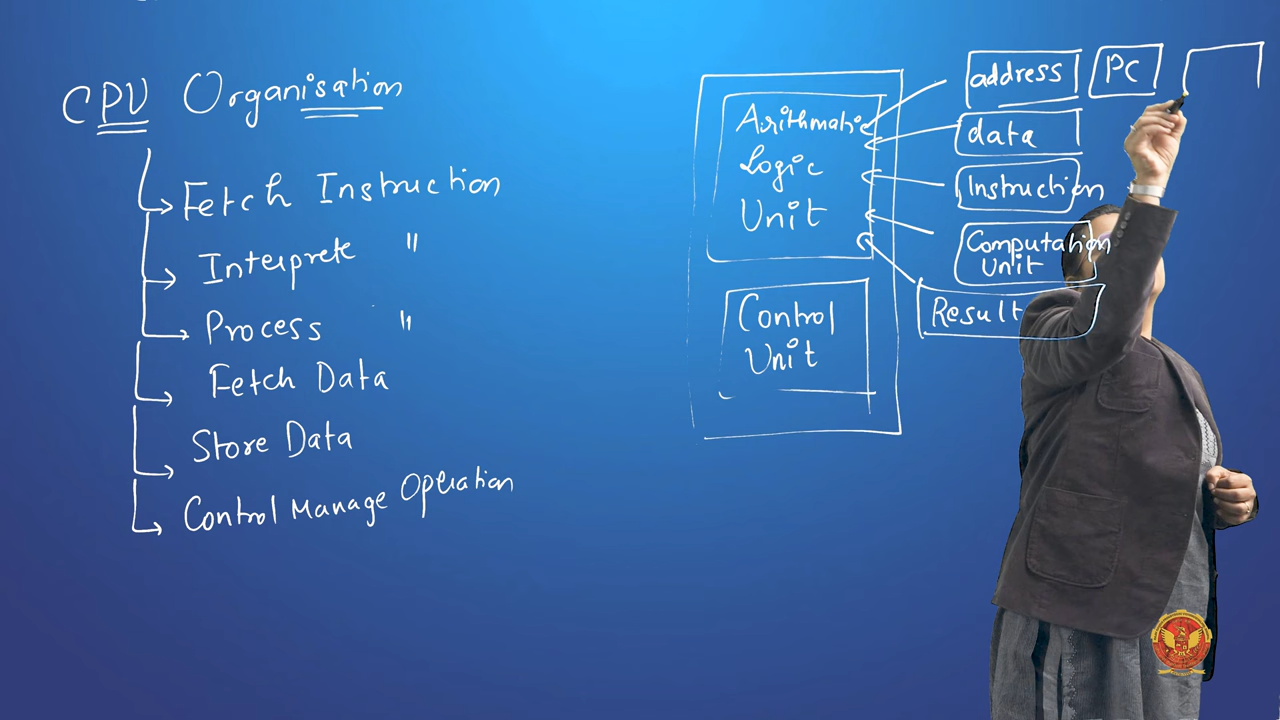 CPU Organisation
Fetch Instruction
Interprete "
Process "
Fetch Data
Store Data
Control Manage Operation
Arithmatic
Logic
Unit
Control
Unit
address
PC
data
Instruction
Computation
Unit
Result